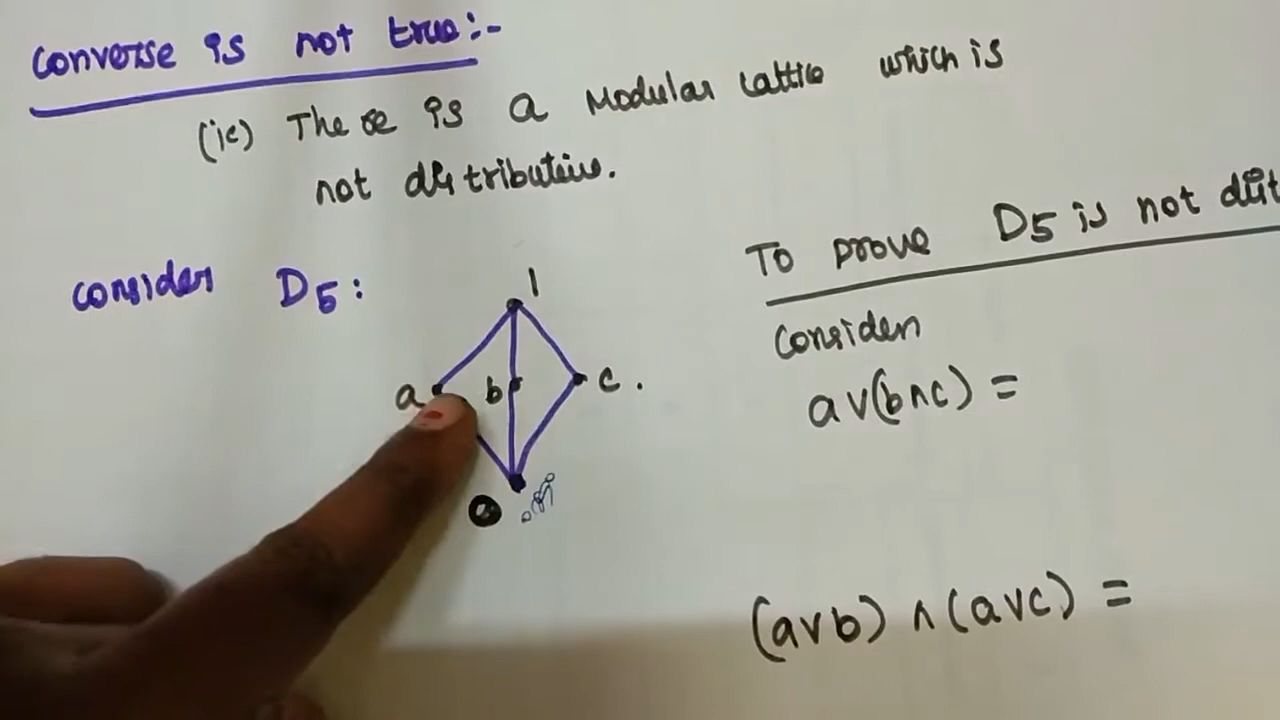 converse is not true:-
(ie) There is a Modular Lattice which is
not distributive.
consider D5:
1
a
b
c.
0
To prove D5 is not dist
Consider
a∨(b∧c) =
(a∨b) ∧ (a∨c) =